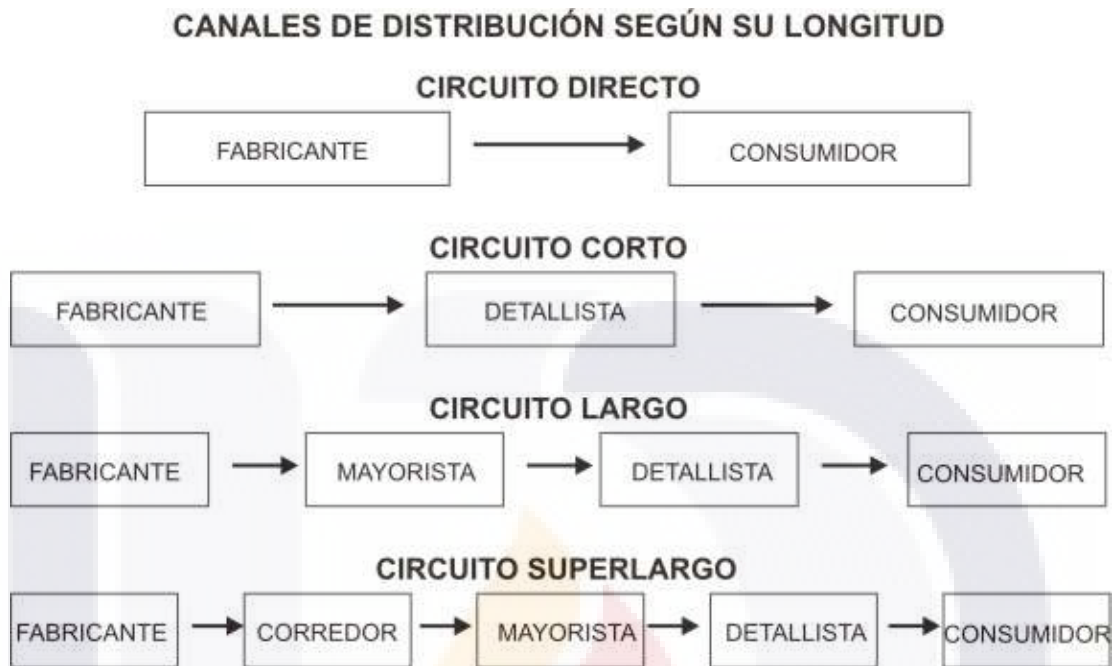 CANALES DE DISTRIBUCIÓN SEGÚN SU LONGITUD
CIRCUITO DIRECTO
FABRICANTE CONSUMIDOR
CIRCUITO CORTO
FABRICANTE DETALLISTA CONSUMIDOR
CIRCUITO LARGO
FABRICANTE MAYORISTA DETALLISTA CONSUMIDOR
CIRCUITO SUPERLARGO
FABRICANTE CORREDOR MAYORISTA DETALLISTA CONSUMIDOR